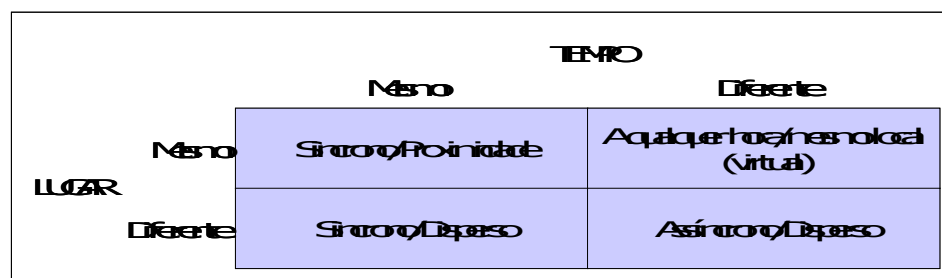 TEMPO
Mesmo Diferente
Mesmo Síncrono/Proximidade A qualquer hora/mesmo local
(virtual)
LUGAR
Diferente Síncrono/Disperso Assíncrono/Disperso